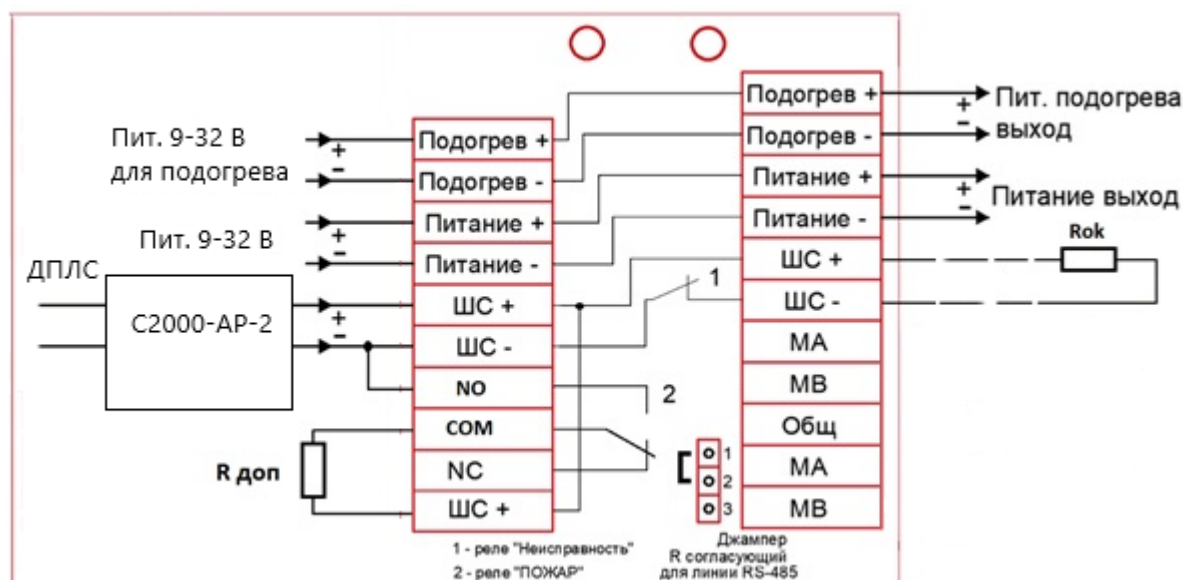 Пит. 9-32 В
для подогрева
+
-
Пит. 9-32 В
+
-
ДПЛС
С2000-АР-2
+
-
R доп
Подогрев +
Подогрев -
Питание +
Питание -
ШС +
ШС -
NO
COM
NC
ШС +
1
2
1 - реле "Неисправность"
2 - реле "ПОЖАР"
1
2
3
Джампер
R согласующий
для линии RS-485
Подогрев +
Подогрев -
Питание +
Питание -
ШС +
ШС -
МА
МВ
Общ
МА
МВ
+
-
Пит. подогрева
выход
+
-
Питание выход
Rok